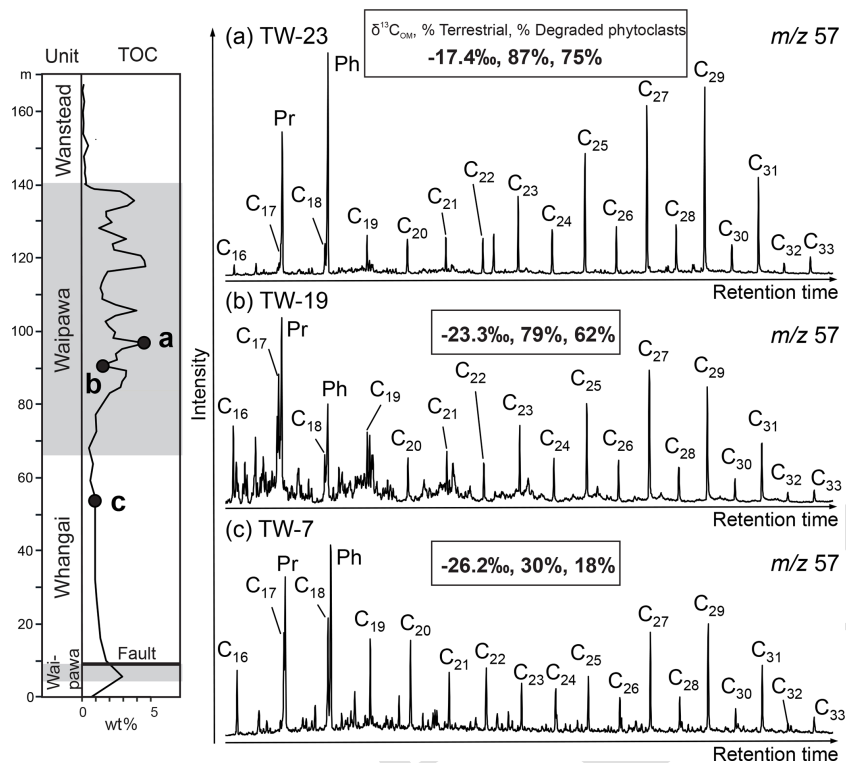 Unit TOC
m
160
140
120
100
80
60
40
20
0
Wanstead
Waipawa
Whangai
Wai-
pawa
Fault
a
b
c
0 5
wt%
Intensity
(a) TW-23
δ¹³C_OM, % Terrestrial, % Degraded phytoclasts
-17.4‰, 87%, 75%
m/z 57
C₁₆
C₁₇
Pr
C₁₈
Ph
C₁₉
C₂₀
C₂₁
C₂₂
C₂₃
C₂₄
C₂₅
C₂₆
C₂₇
C₂₈
C₂₉
C₃₀
C₃₁
C₃₂
C₃₃
Retention time
(b) TW-19
-23.3‰, 79%, 62%
m/z 57
C₁₆
C₁₇
Pr
C₁₈
Ph
C₁₉
C₂₀
C₂₁
C₂₂
C₂₃
C₂₄
C₂₅
C₂₆
C₂₇
C₂₈
C₂₉
C₃₀
C₃₁
C₃₂
C₃₃
Retention time
(c) TW-7
-26.2‰, 30%, 18%
m/z 57
C₁₆
C₁₇
Pr
C₁₈
Ph
C₁₉
C₂₀
C₂₁
C₂₂
C₂₃
C₂₄
C₂₅
C₂₆
C₂₇
C₂₈
C₂₉
C₃₀
C₃₁
C₃₂
C₃₃
Retention time